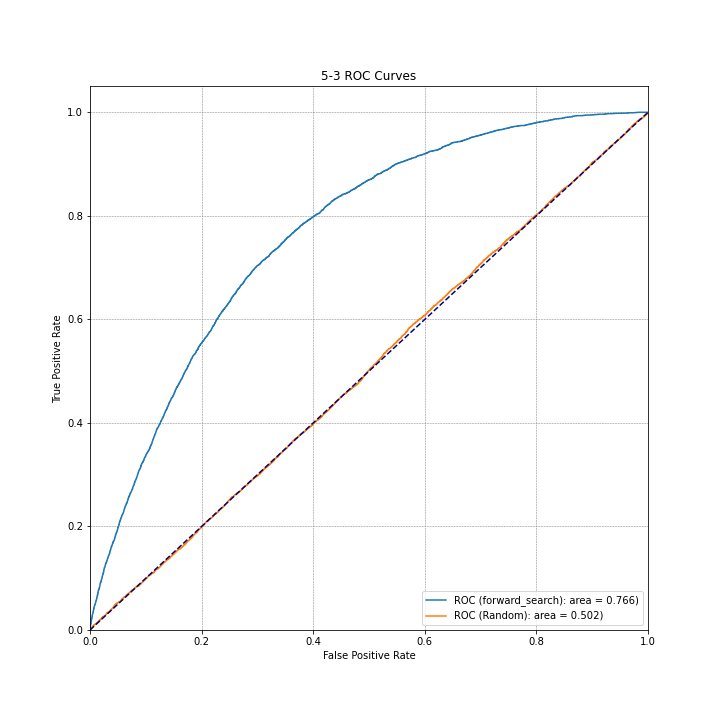 5-3 ROC Curves
True Positive Rate
1.0
0.8
0.6
0.4
0.2
0.0
0.0 0.2 0.4 0.6 0.8 1.0
False Positive Rate
ROC (forward_search): area = 0.766)
ROC (Random): area = 0.502)